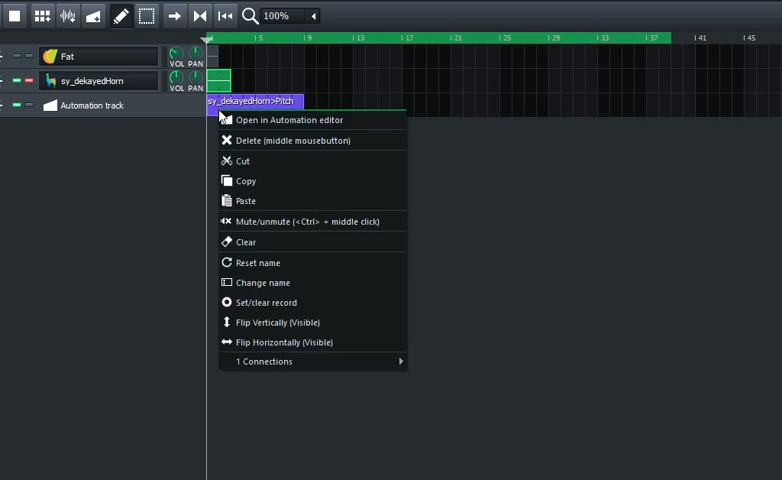 100%
5 9 13 17 21 25 29 33 37 41 45
Fat
VOL PAN
sy_dekayedHorn
VOL PAN
Automation track
sy_dekayedHorn>Pitch
Open in Automation editor
Delete (middle mousebutton)
Cut
Copy
Paste
Mute/unmute (<Ctrl> + middle click)
Clear
Reset name
Change name
Set/clear record
Flip Vertically (Visible)
Flip Horizontally (Visible)
1 Connections